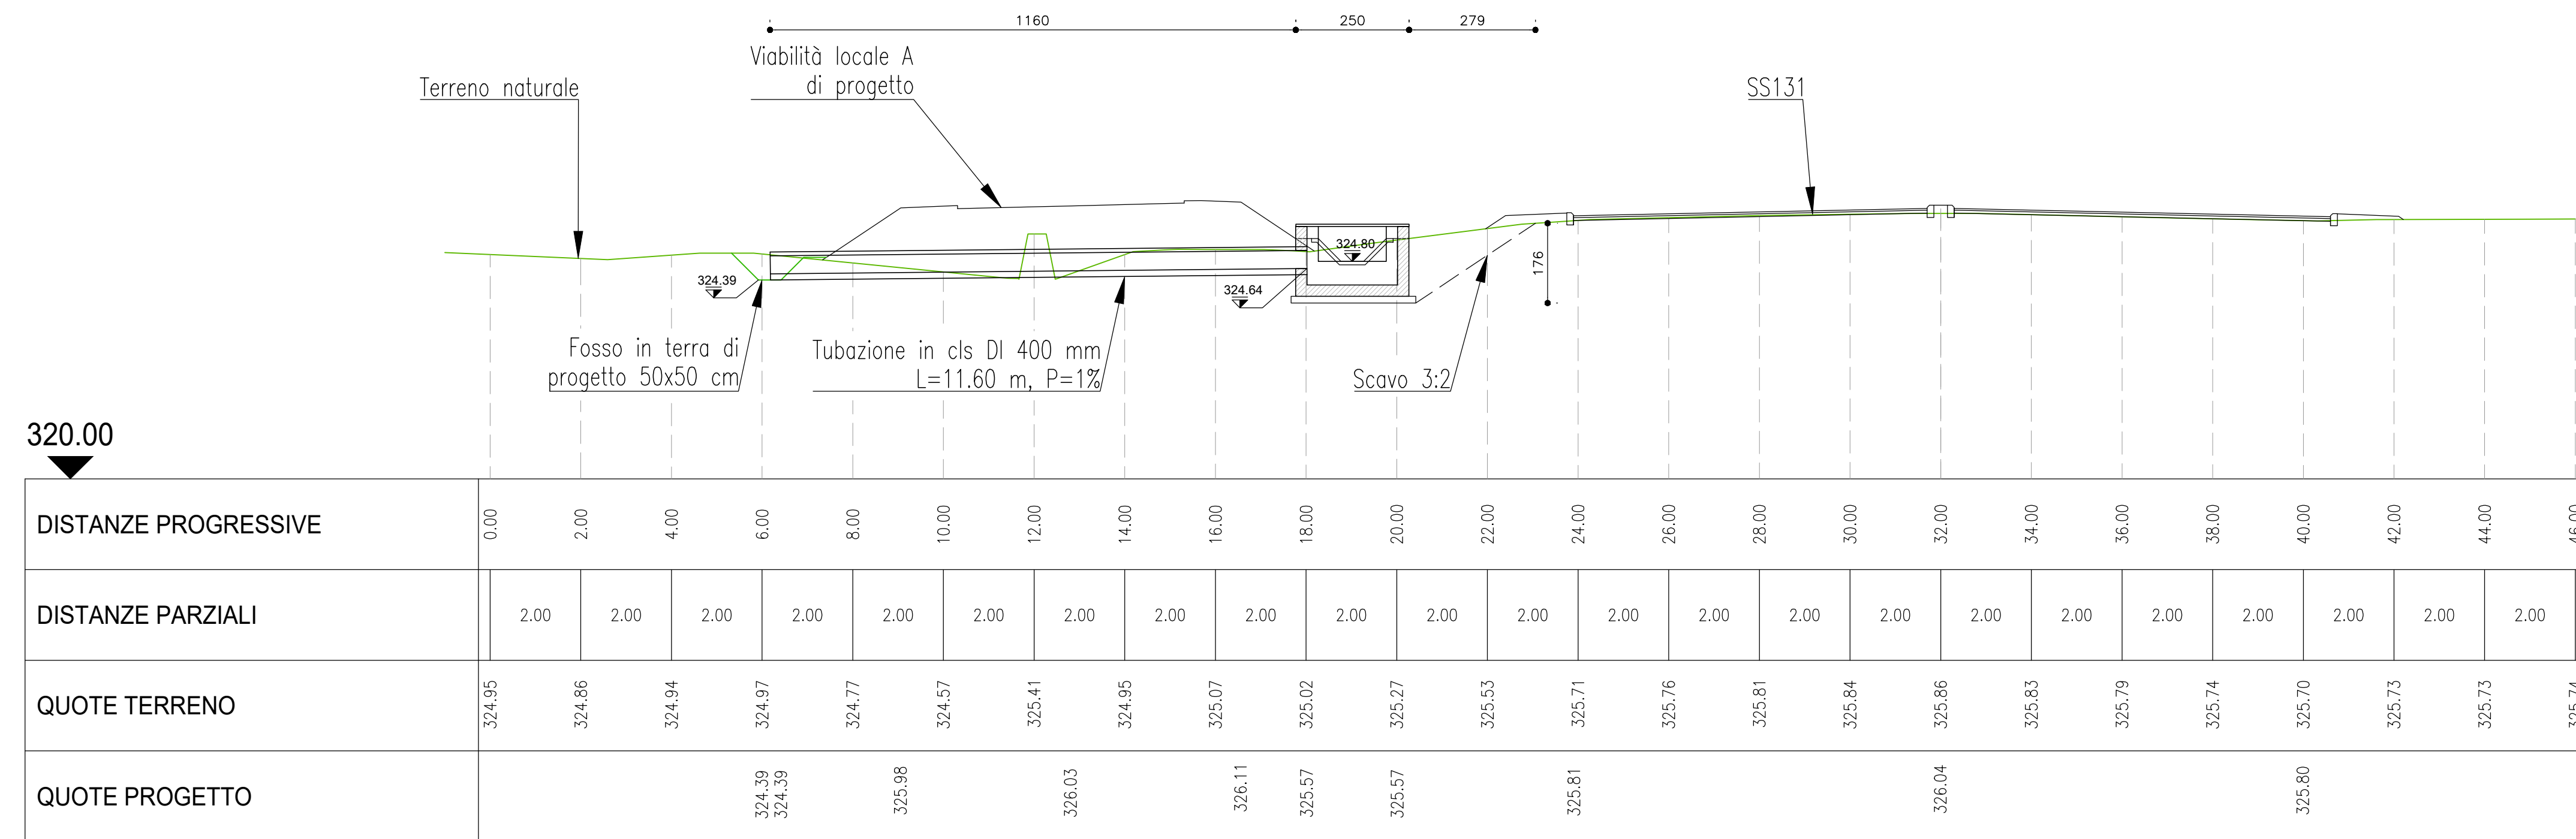 1160 250 279
Viabilità locale A
di progetto
Terreno naturale
SS131
324.80
324.39
324.64
176
Fosso in terra di
progetto 50x50 cm
Tubazione in cls DI 400 mm
L=11.60 m, P=1%
Scavo 3:2
320.00
DISTANZE PROGRESSIVE 0.00 2.00 4.00 6.00 8.00 10.00 12.00 14.00 16.00 18.00 20.00 22.00 24.00 26.00 28.00 30.00 32.00 34.00 36.00 38.00 40.00 42.00 44.00 46.00
DISTANZE PARZIALI 2.00 2.00 2.00 2.00 2.00 2.00 2.00 2.00 2.00 2.00 2.00 2.00 2.00 2.00 2.00 2.00 2.00 2.00 2.00 2.00 2.00 2.00 2.00
QUOTE TERRENO 324.95 324.86 324.94 324.97 324.77 324.57 325.41 324.95 325.07 325.02 325.27 325.53 325.71 325.76 325.81 325.84 325.86 325.83 325.79 325.74 325.70 325.73 325.73 325.74
QUOTE PROGETTO 324.39 324.39 325.98 326.03 326.11 325.57 325.57 325.81 326.04 325.80